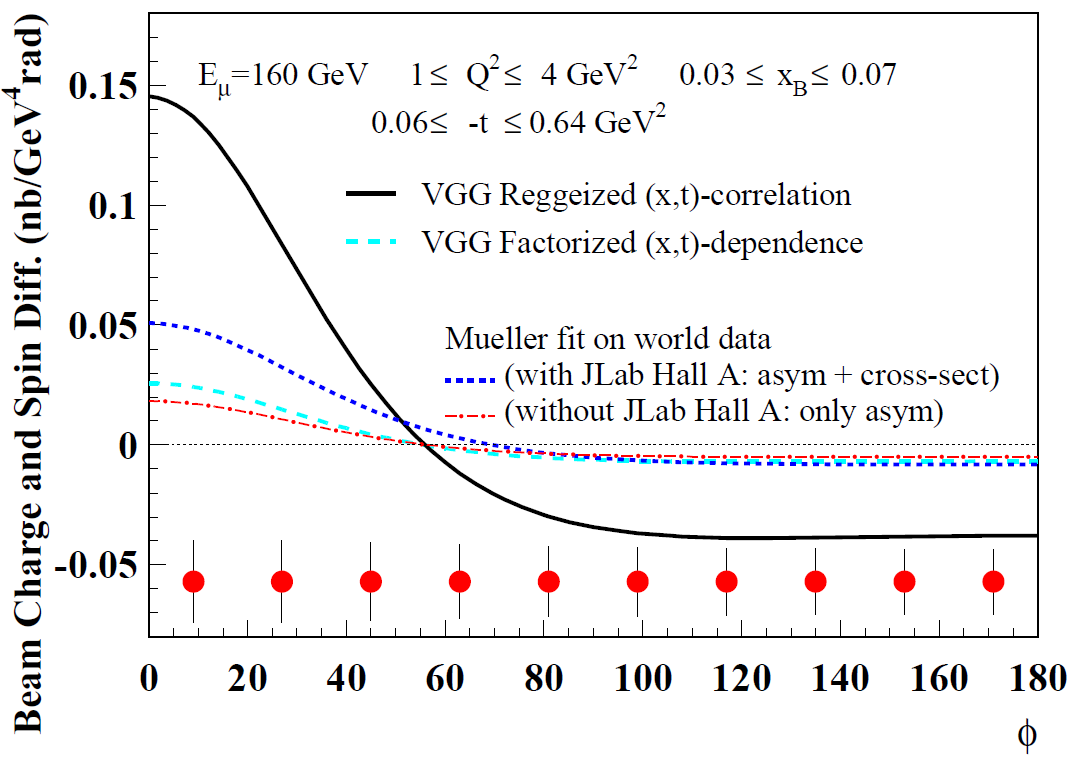 Beam Charge and Spin Diff. (nb/GeV⁴rad)
E_μ=160 GeV 1≤ Q²≤ 4 GeV² 0.03 ≤ x_B≤ 0.07
0.06≤ -t ≤0.64 GeV²
VGG Reggeized (x,t)-correlation
VGG Factorized (x,t)-dependence
Mueller fit on world data
(with JLab Hall A: asym + cross-sect)
(without JLab Hall A: only asym)
0.15
0.1
0.05
0
-0.05
0 20 40 60 80 100 120 140 160 180
ϕ